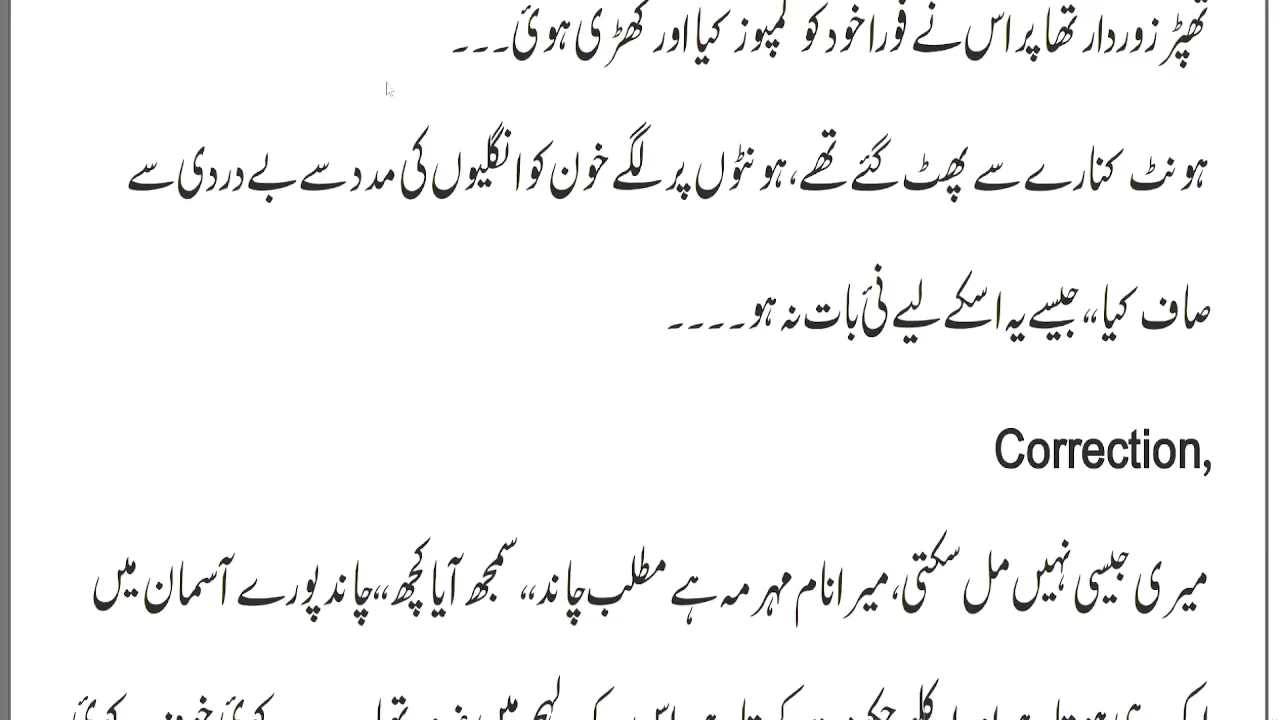 تھپڑ زوردار تھا پر اس نے فورا خود کو کمپوز کیا اور کھڑی ہوئ۔۔۔
ہونٹ کنارے سے پھٹ گئے تھے، ہونٹوں پر لگے خون کو انگلیوں کی مدد سے بے دردی سے
صاف کیا،، جیسے یہ اسکے لیے نئ بات نہ ہو۔۔۔۔
Correction,
میری جیسی نہیں مل سکتی، میرا نام مہرمہ ہے مطلب چاند،، سمجھ آیا کچھ،، چاند پورے آسمان میں